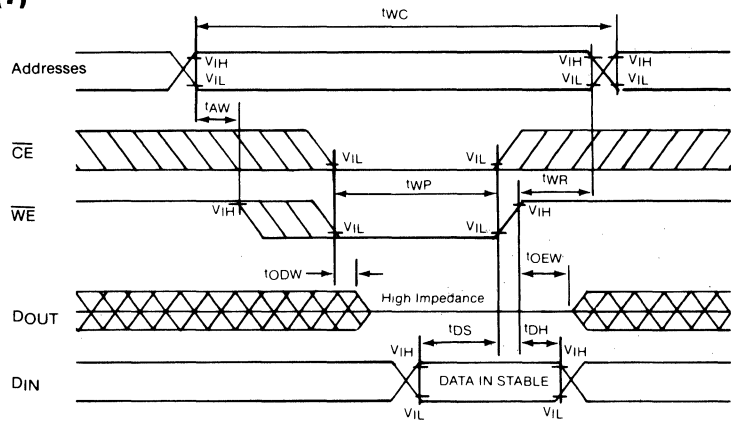 tWC
Addresses
VIH
VIL
VIH
VIL
VIH
VIL
tAW
CE
VIL
VIL
tWP
tWR
WE
VIH
VIL
VIL
VIH
tODW
tOEW
High Impedance
DOUT
tDS
tDH
VIH
VIH
DIN
DATA IN STABLE
VIL
VIL